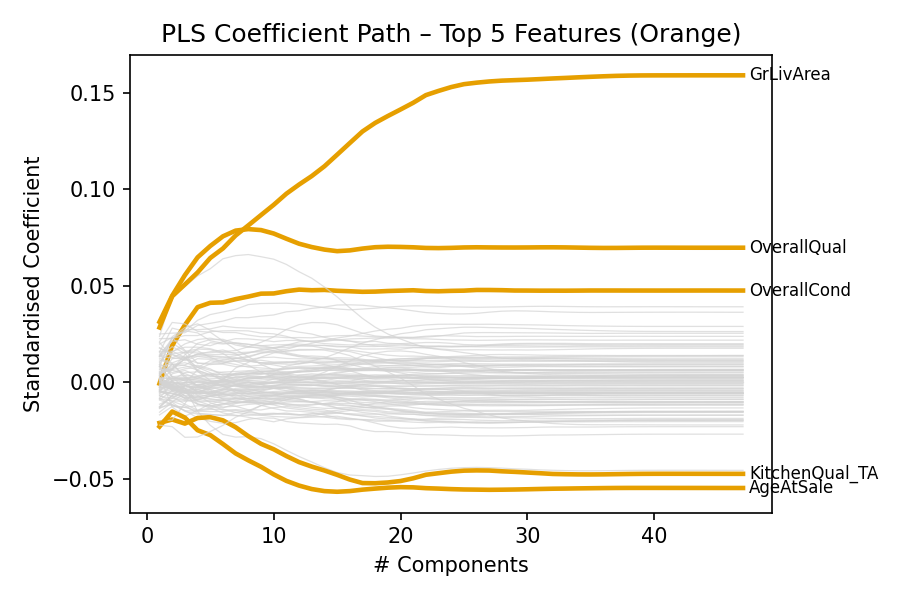 PLS Coefficient Path – Top 5 Features (Orange)
Standardised Coefficient
0.15
0.10
0.05
0.00
−0.05
GrLivArea
OverallQual
OverallCond
KitchenQual_TA
AgeAtSale
0
10
20
30
40
# Components